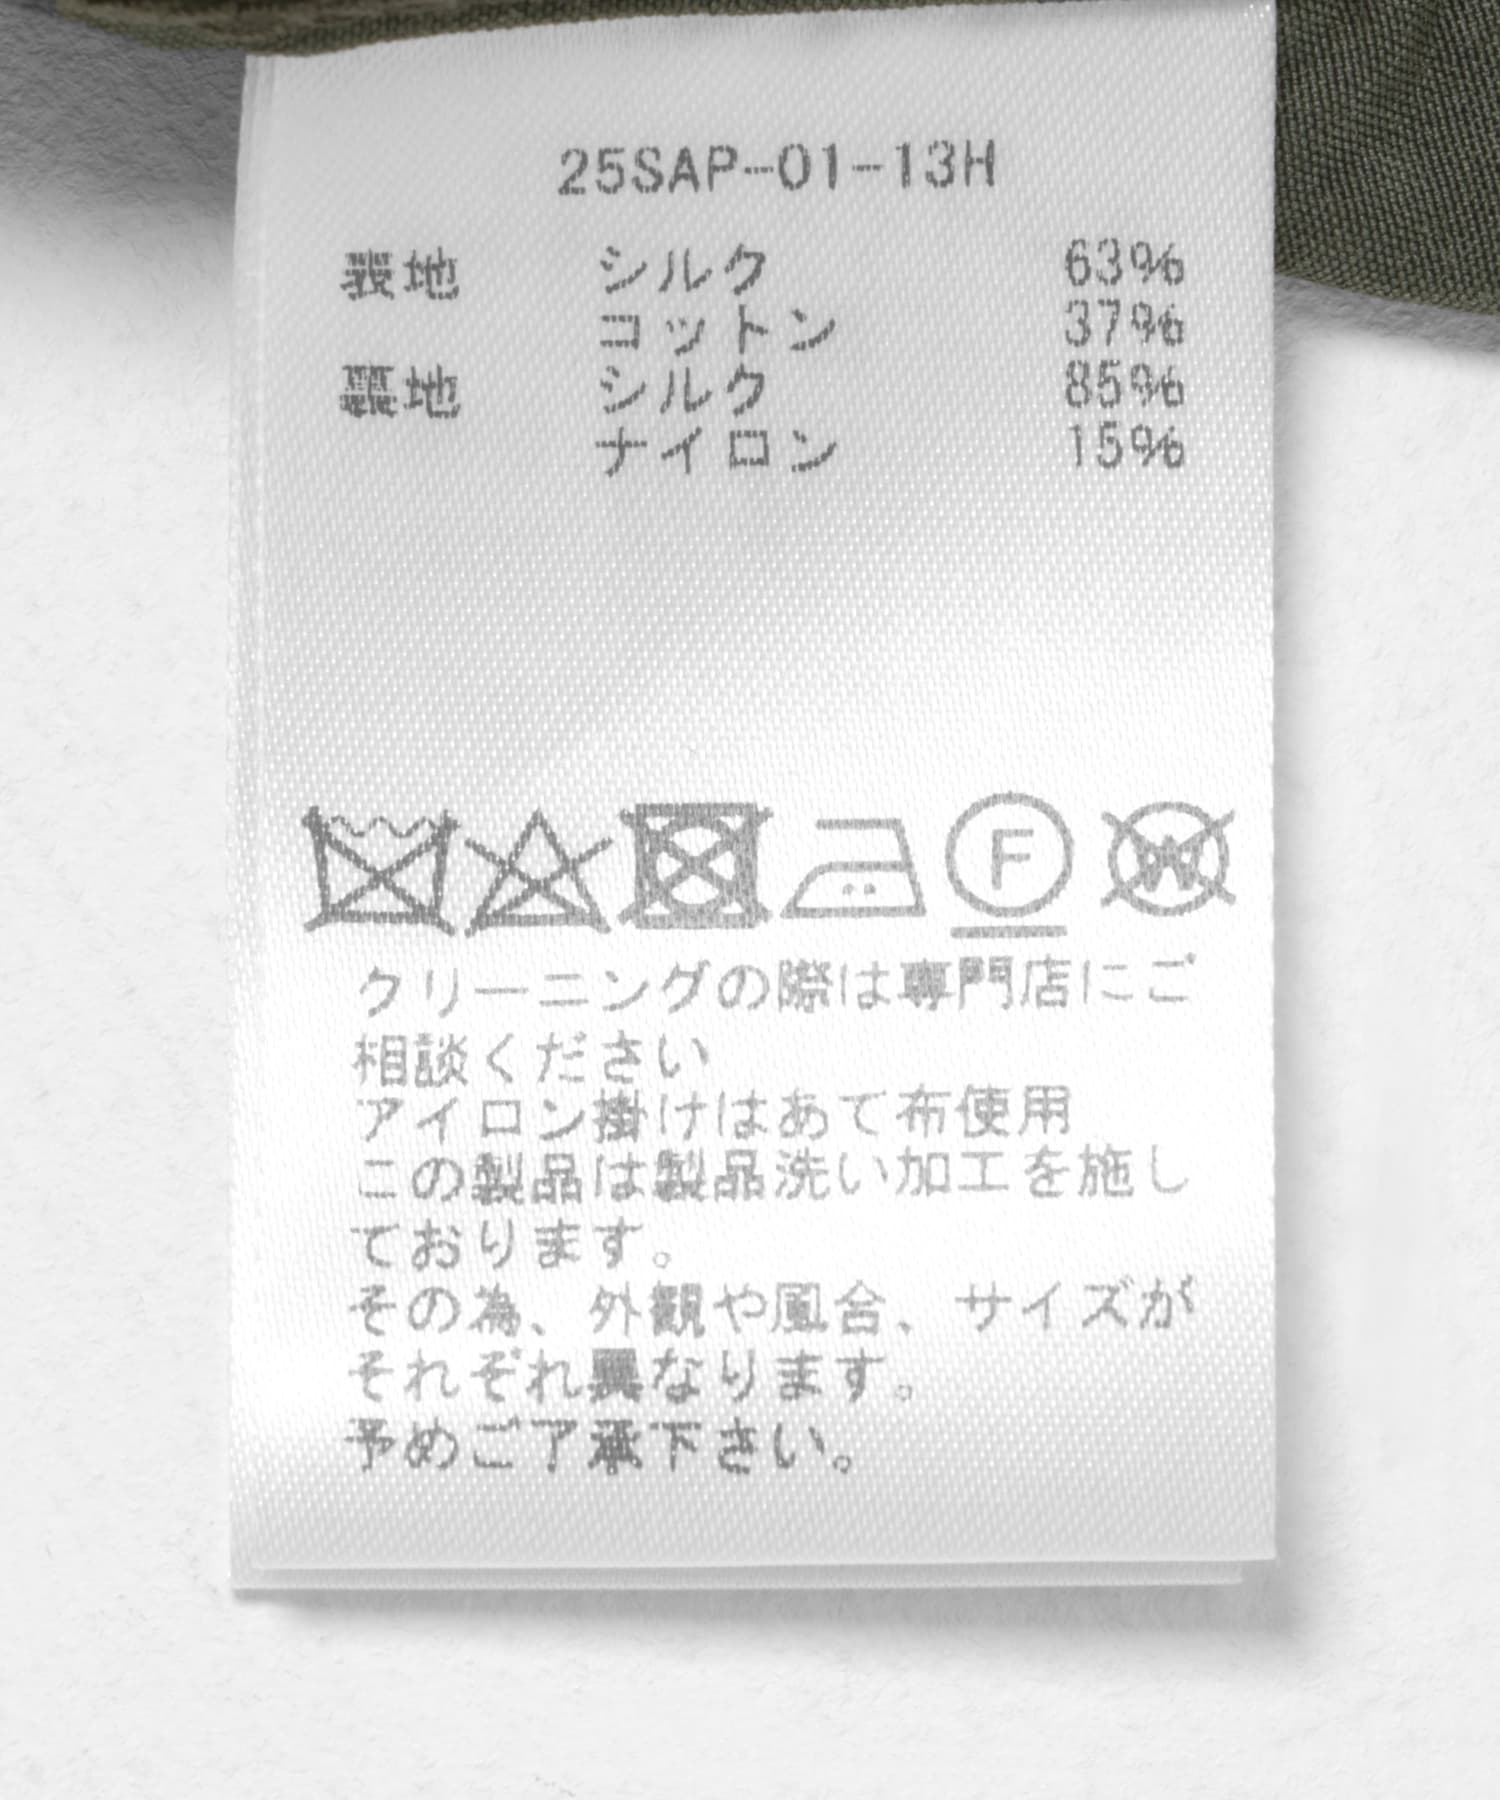 25SAP-01-13H
表地 シルク 63%
コットン 37%
裏地 シルク 85%
ナイロン 15%
F W
クリーニングの際は専門店にご
相談ください
アイロン掛けはあて布使用
この製品は製品洗い加工を施し
ております。
その為、外観や風合、サイズが
それぞれ異なります。
予めご了承下さい。